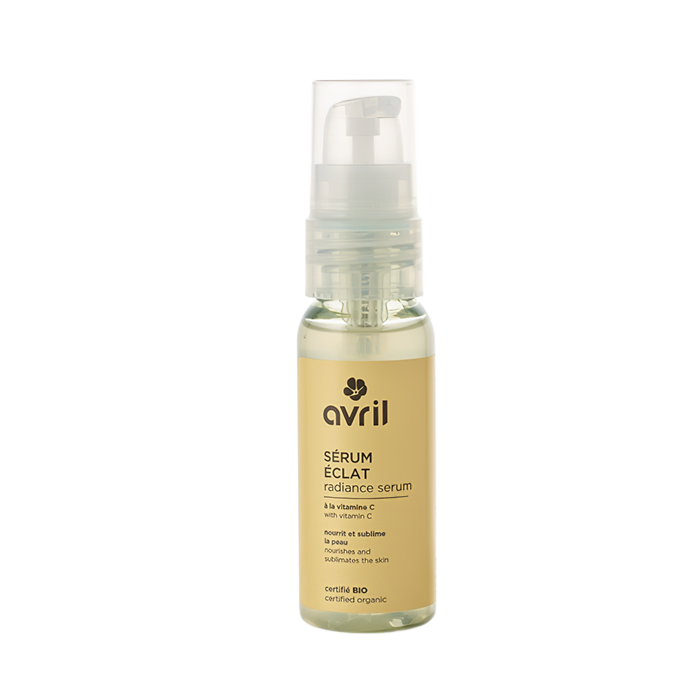 avril
SÉRUM
ÉCLAT
radiance serum
à la vitamine C
with vitamin C
nourrit et sublime
la peau
nourishes and
sublimates the skin
certifié BIO
certified organic